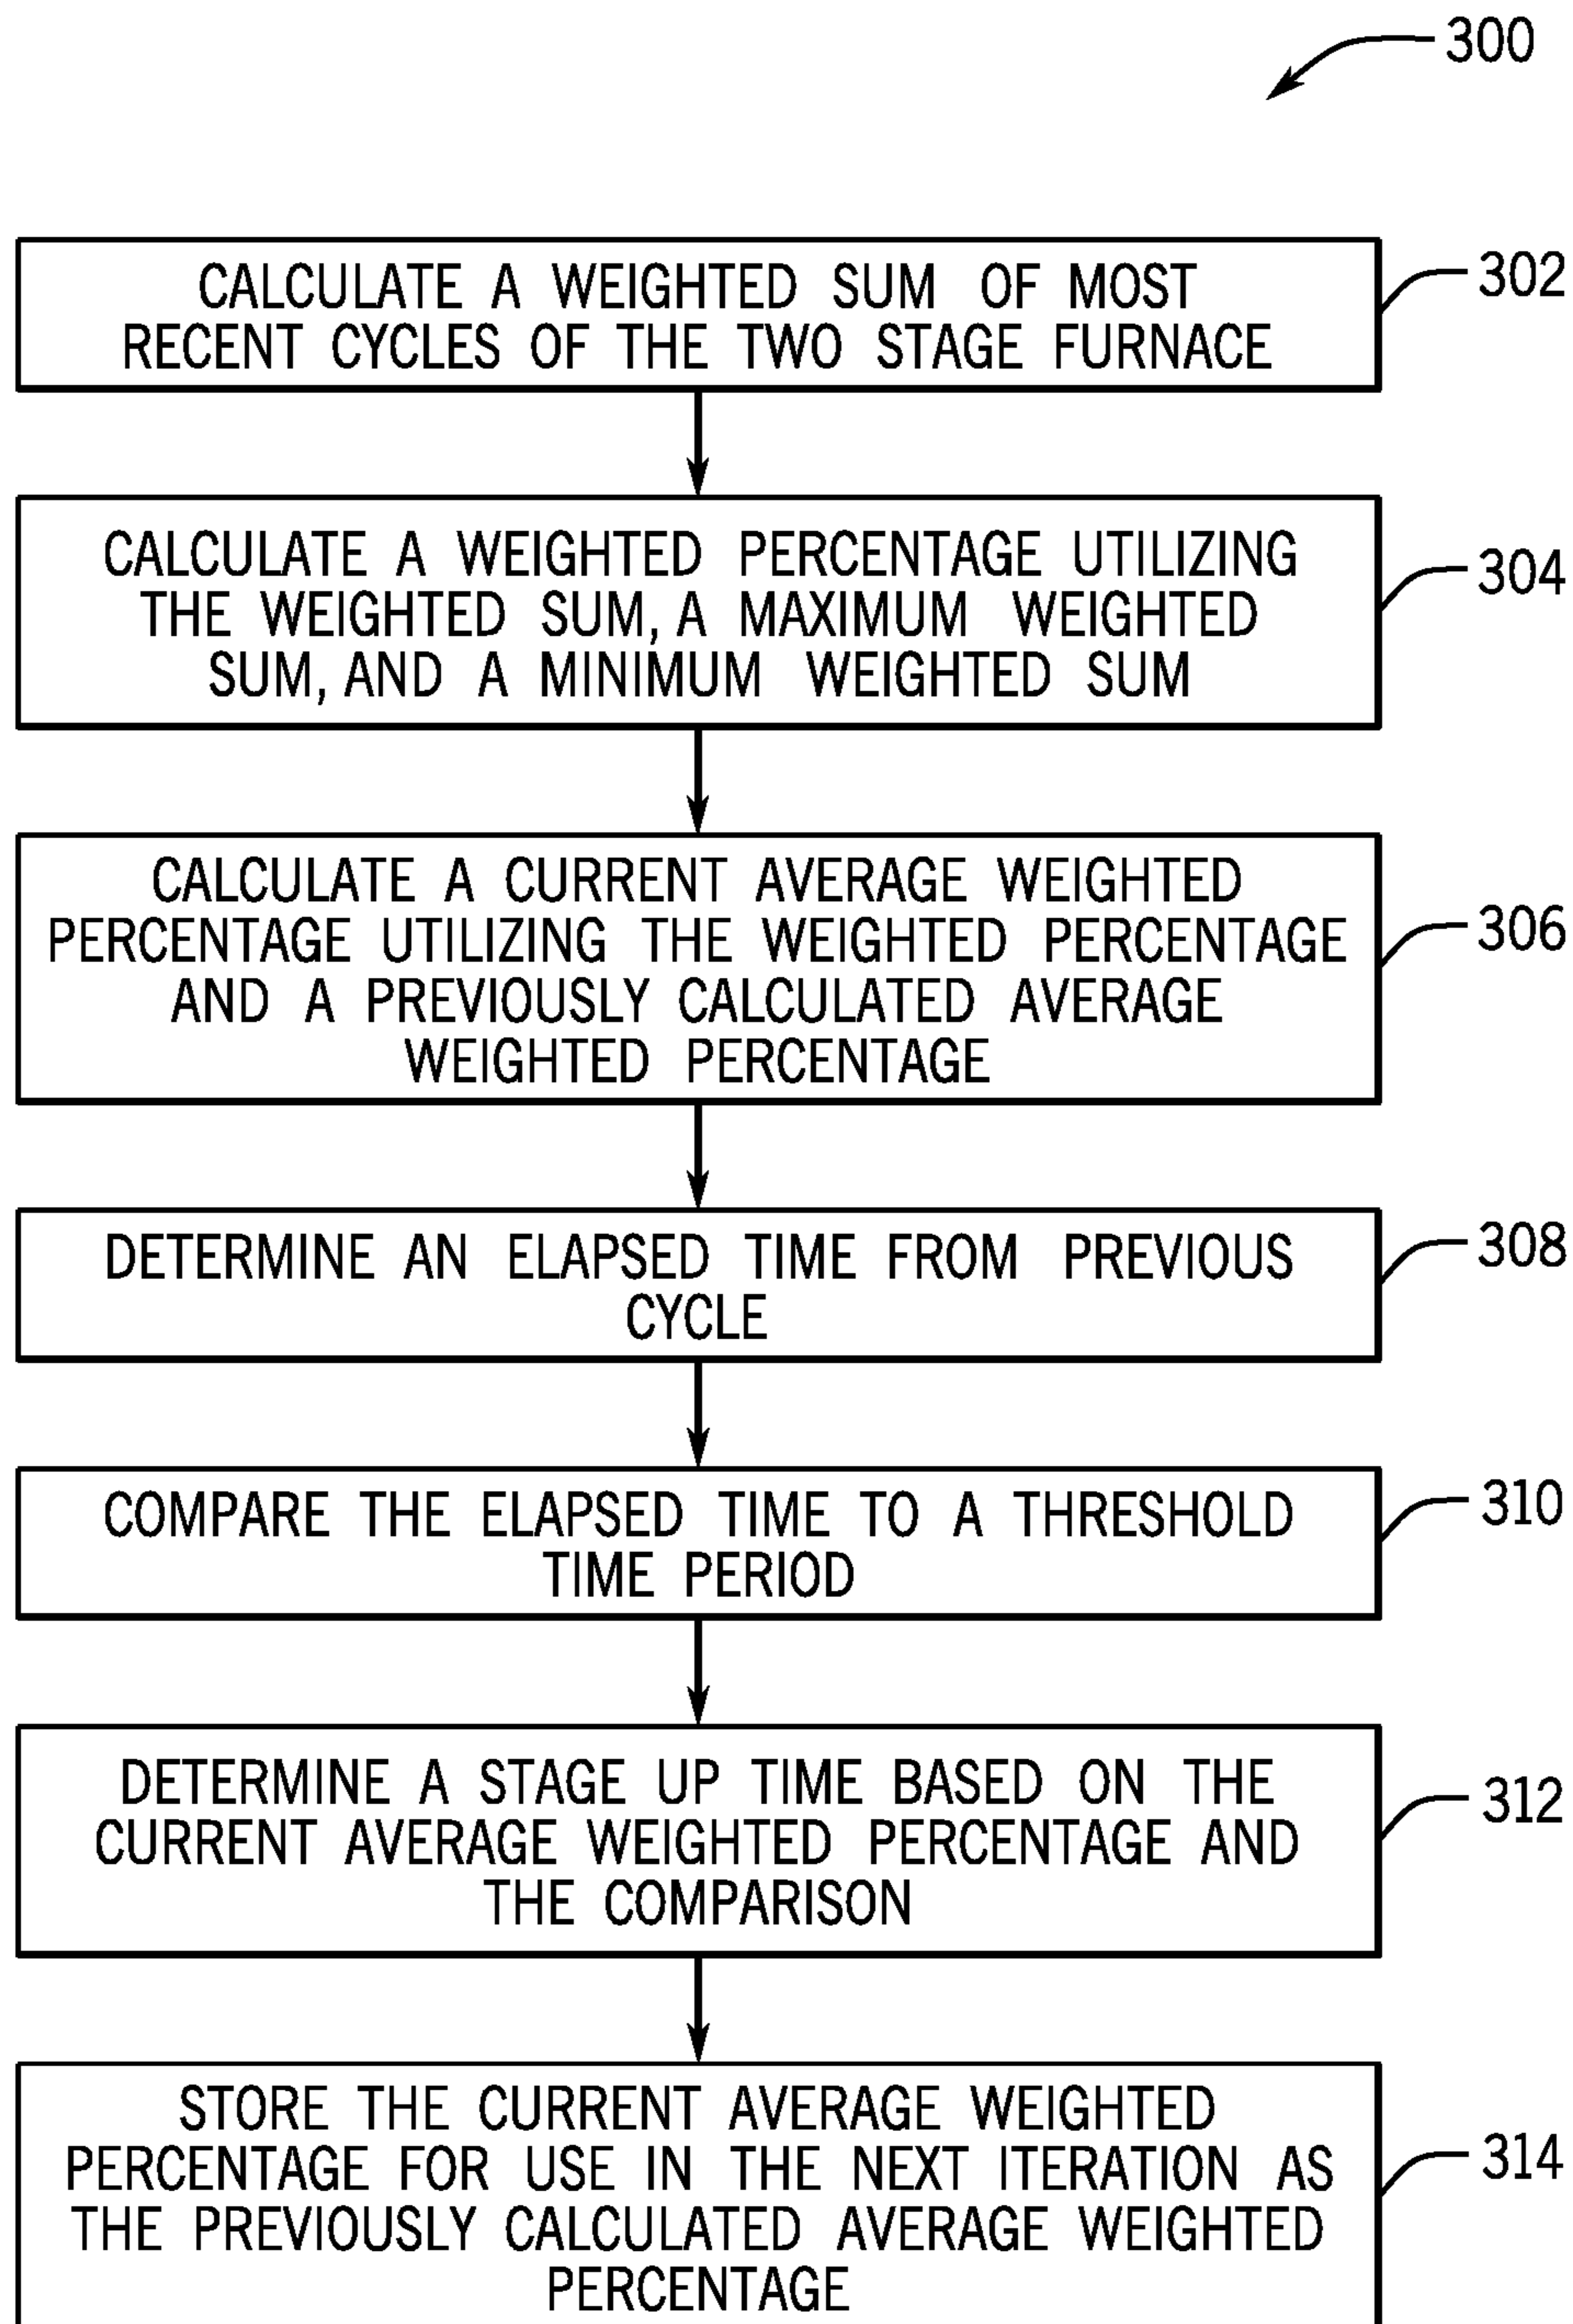 300
CALCULATE A WEIGHTED SUM OF MOST
RECENT CYCLES OF THE TWO STAGE FURNACE
302
CALCULATE A WEIGHTED PERCENTAGE UTILIZING
THE WEIGHTED SUM, A MAXIMUM WEIGHTED
SUM, AND A MINIMUM WEIGHTED SUM
304
CALCULATE A CURRENT AVERAGE WEIGHTED
PERCENTAGE UTILIZING THE WEIGHTED PERCENTAGE
AND A PREVIOUSLY CALCULATED AVERAGE
WEIGHTED PERCENTAGE
306
DETERMINE AN ELAPSED TIME FROM PREVIOUS
CYCLE
308
COMPARE THE ELAPSED TIME TO A THRESHOLD
TIME PERIOD
310
DETERMINE A STAGE UP TIME BASED ON THE
CURRENT AVERAGE WEIGHTED PERCENTAGE AND
THE COMPARISON
312
STORE THE CURRENT AVERAGE WEIGHTED
PERCENTAGE FOR USE IN THE NEXT ITERATION AS
THE PREVIOUSLY CALCULATED AVERAGE WEIGHTED
PERCENTAGE
314